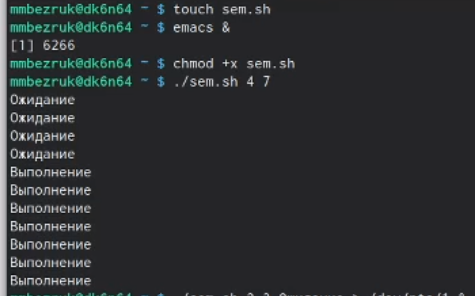 mmbezruk@dk6n64 ~ $ touch sem.sh
mmbezruk@dk6n64 ~ $ emacs &
[1] 6266
mmbezruk@dk6n64 ~ $ chmod +x sem.sh
mmbezruk@dk6n64 ~ $ ./sem.sh 4 7
Ожидание
Ожидание
Ожидание
Ожидание
Выполнение
Выполнение
Выполнение
Выполнение
Выполнение
Выполнение
Выполнение